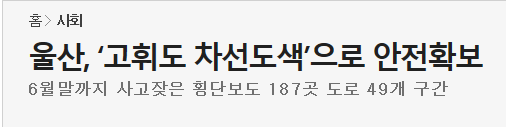 홈> 사회
울산, ‘고휘도 차선도색’으로 안전확보
6월말까지 사고잦은 횡단보도 187곳 도로 49개 구간